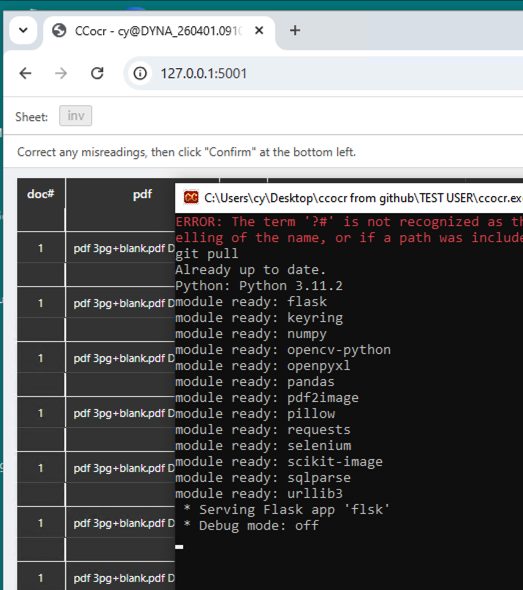 CCocr - cy@DYNA_260401.091
127.0.0.1:5001
Sheet: inv
Correct any misreadings, then click "Confirm" at the bottom left.
doc# pdf
C:\Users\cy\Desktop\ccocr from github\TEST USER\ccocr.exe
ERROR: The term '?#' is not recognized as th
elling of the name, or if a path was include
git pull
Already up to date.
Python: Python 3.11.2
module ready: flask
module ready: keyring
module ready: numpy
module ready: opencv-python
module ready: openpyxl
module ready: pandas
module ready: pdf2image
module ready: pillow
module ready: requests
module ready: selenium
module ready: scikit-image
module ready: sqlparse
module ready: urllib3
* Serving Flask app 'flsk'
* Debug mode: off
1 pdf 3pg+blank.pdf D
1 pdf 3pg+blank.pdf D
1 pdf 3pg+blank.pdf D
1 pdf 3pg+blank.pdf D
1 pdf 3pg+blank.pdf D
1 pdf 3pg+blank.pdf D
1 pdf 3pg+blank.pdf D